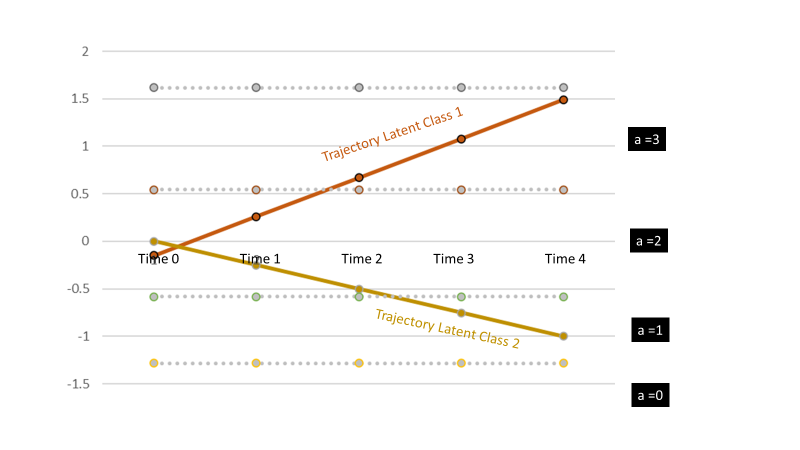 2
1.5
Trajectory Latent Class 1
1
a =3
0.5
0
a =2
Time 0
Time 1
Time 2
Time 3
Time 4
-0.5
Trajectory Latent Class 2
-1
a =1
-1.5
a =0